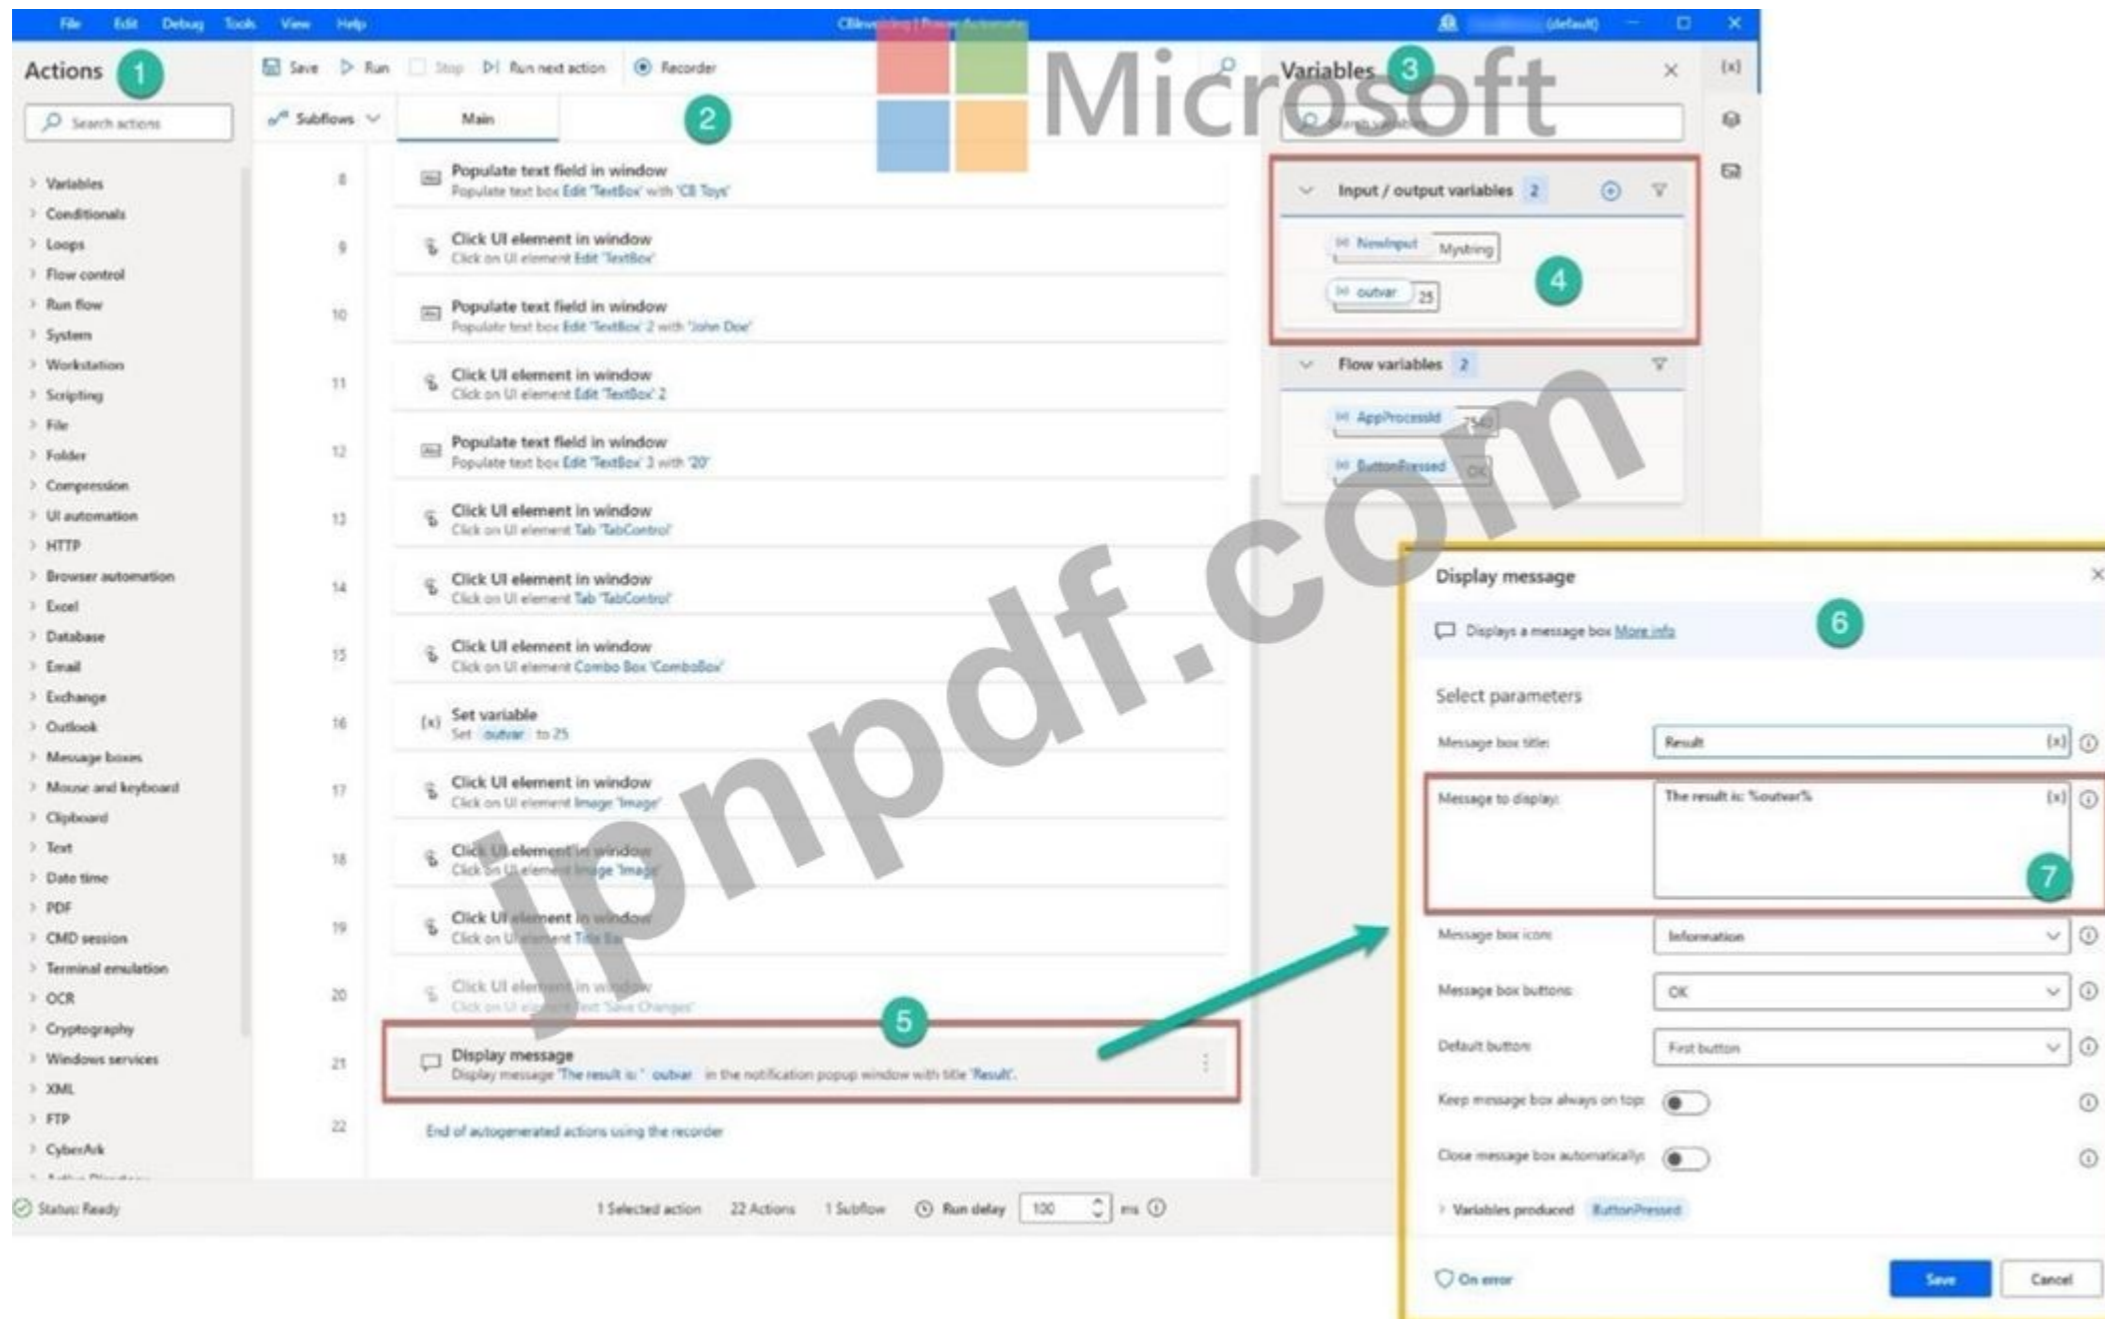 File Edit Debug Tools View Help
(default)
Actions 1
Search actions
Variables
Conditionals
Loops
Flow control
Run flow
System
Workstation
Scripting
File
Folder
Compression
UI automation
HTTP
Browser automation
Excel
Database
Email
Exchange
Outlook
Message boxes
Mouse and keyboard
Clipboard
Text
Date time
PDF
CMD session
Terminal emulation
OCR
Cryptography
Windows services
XML
FTP
CyberArk
Save Run Stop Run next action Recorder
Subflows Main 2
8 Populate text field in window
Populate text box Edit 'TextBox' with 'CB Toys'
9 Click UI element in window
Click on UI element Edit 'TextBox'
10 Populate text field in window
Populate text box Edit 'TextBox' 2 with 'John Doe'
11 Click UI element in window
Click on UI element Edit 'TextBox' 2
12 Populate text field in window
Populate text box Edit 'TextBox' 3 with '20'
13 Click UI element in window
Click on UI element Tab 'TabControl'
14 Click UI element in window
Click on UI element Tab 'TabControl'
15 Click UI element in window
Click on UI element Combo Box 'ComboBox'
16 {x} Set variable
Set outvar to 25
17 Click UI element in window
Click on UI element Image 'Image'
18 Click UI element in window
Click on UI element Image 'Image'
19 Click UI element in window
Click on UI element Title Bar
20 Click UI element in window
Click on UI element Text 'Save Changes'
5
21 Display message
Display message 'The result is: ' outvar in the notification popup window with title 'Result'.
22 End of autogenerated actions using the recorder
Status: Ready 1 Selected action 22 Actions 1 Subflow Run delay 100 ms
Microsoft
jpnpdf.com
Variables 3
{x}
Search variables
Input / output variables 2
NewInput Mystring
4
outvar 25
Flow variables 2
AppProcessId
ButtonPressed OK
Display message
Displays a message box More info
6
Select parameters
Message box title: Result {x}
Message to display: The result is: %outvar% {x}
7
Message box icon: Information
Message box buttons: OK
Default button: First button
Keep message box always on top:
Close message box automatically:
Variables produced ButtonPressed
On error Save Cancel